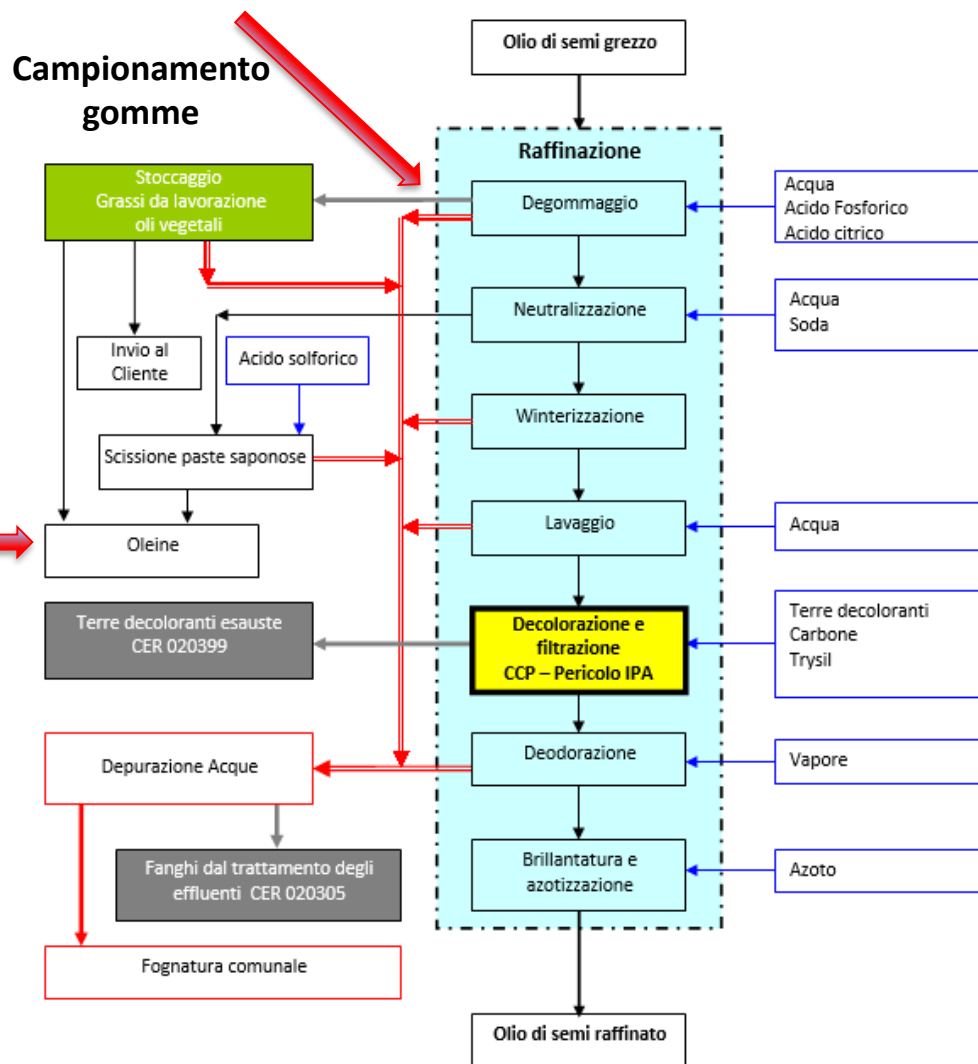 Olio di semi grezzo
Campionamento
gomme
Raffinazione
Stoccaggio
Grassi da lavorazione
oli vegetali
Degommaggio
Acqua
Acido Fosforico
Acido citrico
Neutralizzazione
Acqua
Soda
Invio al
Cliente
Acido solforico
Winterizzazione
Scissione paste saponose
Lavaggio
Acqua
Oleine
Terre decoloranti esauste
CER 020399
Decolorazione e
filtrazione
CCP – Pericolo IPA
Terre decoloranti
Carbone
Trysil
Depurazione Acque
Deodorazione
Vapore
Fanghi dal trattamento degli
effluenti CER 020305
Brillantatura e
azotizzazione
Azoto
Fognatura comunale
Olio di semi raffinato